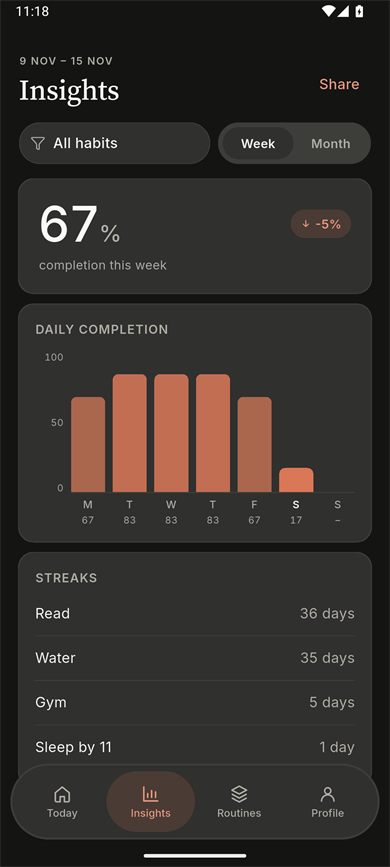 11:18
9 NOV – 15 NOV
Insights
Share
All habits
Week
Month
67%
↓ -5%
completion this week
DAILY COMPLETION
100
50
0
M T W T F S S
67 83 83 83 67 17 –
STREAKS
Read 36 days
Water 35 days
Gym 5 days
Sleep by 11 1 day
Today Insights Routines Profile